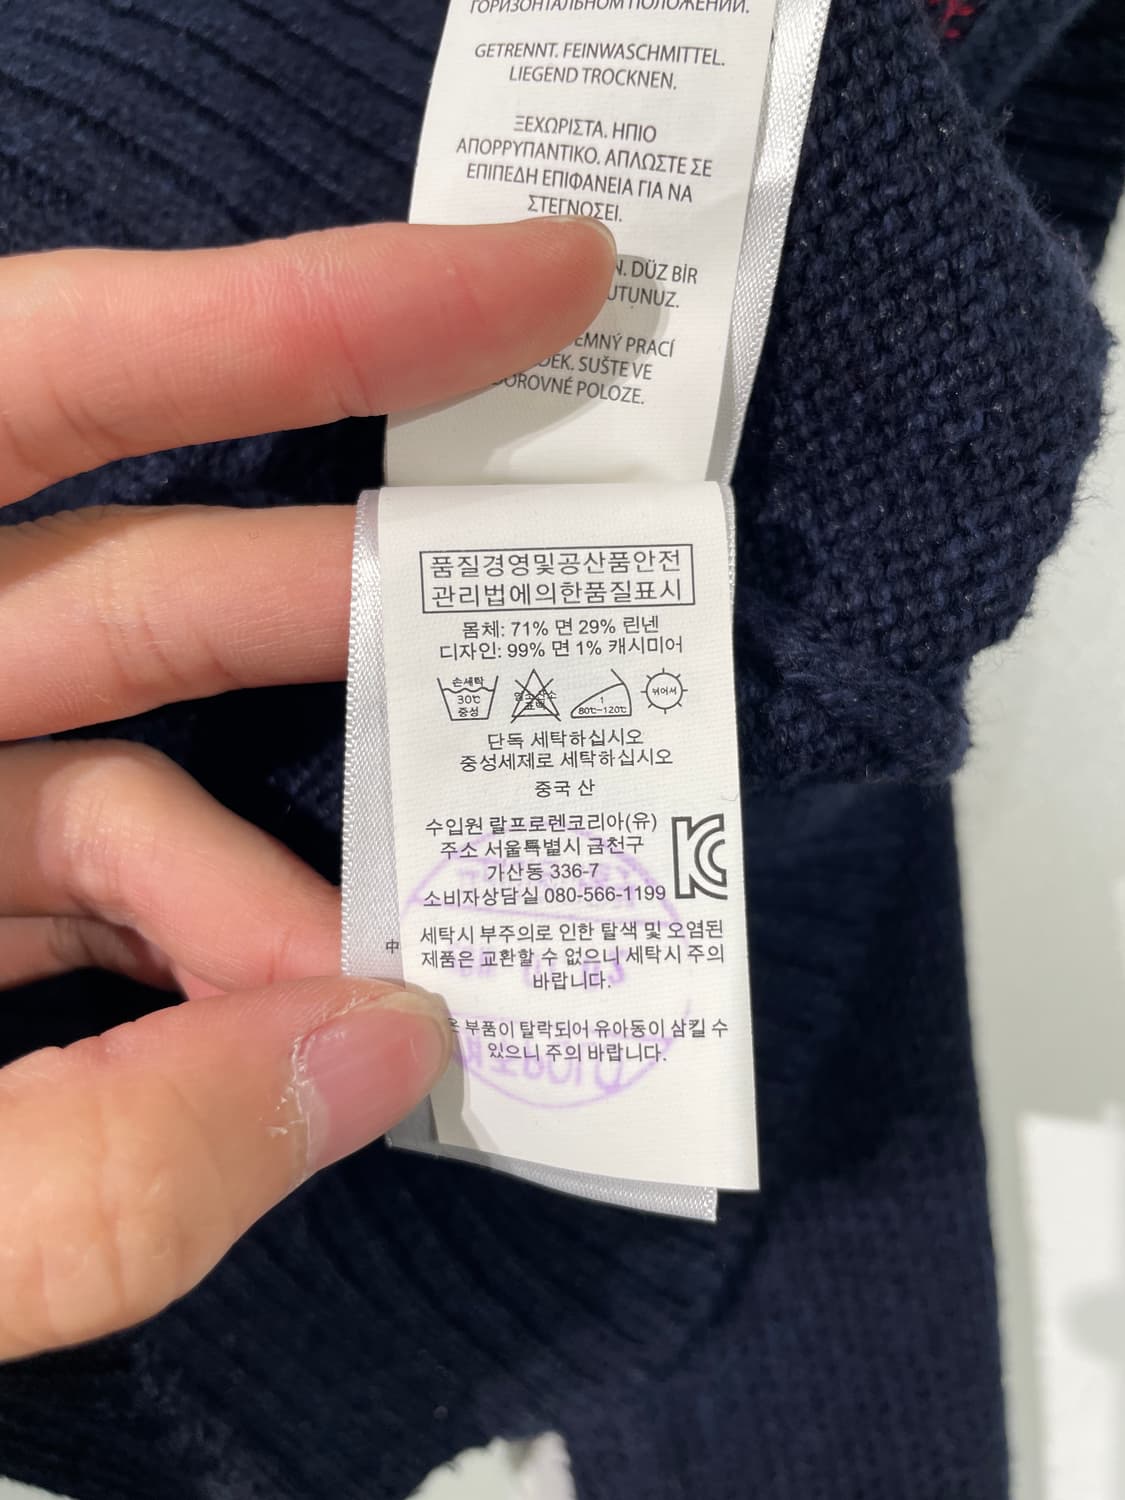 ГОРИЗОНТАЛЬНОМ ПОЛОЖЕНИИ.
GETRENNT. FEINWASCHMITTEL.
LIEGEND TROCKNEN.
ΞΕΧΩΡΙΣΤΑ. ΗΠΙΟ
ΑΠΟΡΡΥΠΑΝΤΙΚΟ. ΑΠΛΩΣΤΕ ΣΕ
ΕΠΙΠΕΔΗ ΕΠΙΦΑΝΕΙΑ ΓΙΑ ΝΑ
ΣΤΕΓΝΩΣΕΙ.
DÜZ BİR
PRACÍ
SUŠTE VE
POLOZE.
품질경영및공산품안전
관리법에의한품질표시
몸체: 71% 면 29% 린넨
디자인: 99% 면 1% 캐시미어
손세탁
30℃
중성
80℃~120℃
뉘어서
단독 세탁하십시오
중성세제로 세탁하십시오
중국 산
수입원 랄프로렌코리아(유)
주소 서울특별시 금천구
가산동 336-7
소비자상담실 080-566-1199
세탁시 부주의로 인한 탈색 및 오염된
제품은 교환할 수 없으니 세탁시 주의
바랍니다.
부품이 탈락되어 유아동이 삼킬 수
있으니 주의 바랍니다.
中